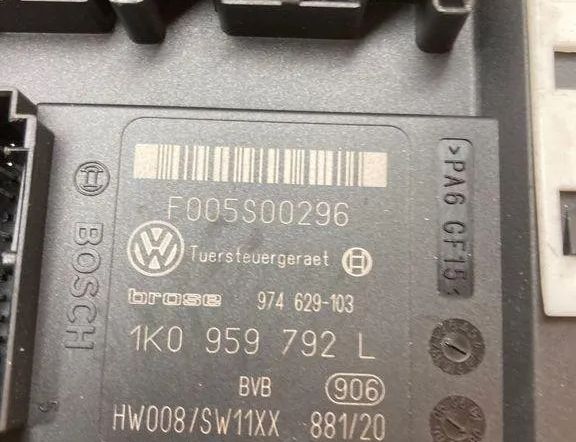 F005S00296
Tuersteuergeraet
brose 974 629-103
1K0 959 792 L
BVB 906
HW008/SW11XX 881/20
BOSCH
>PA6 GF15<